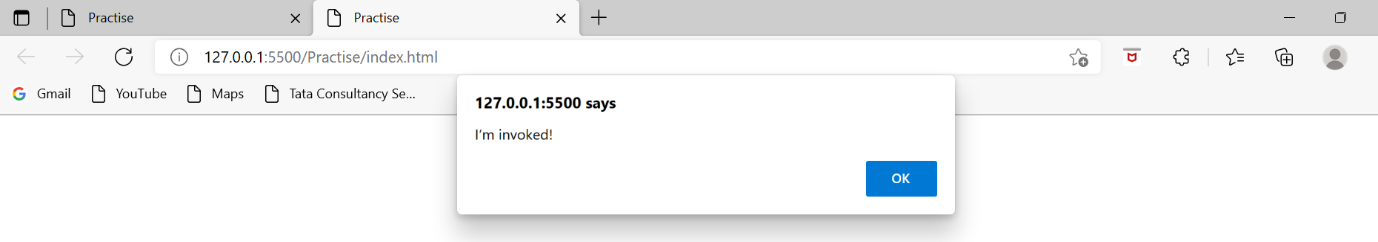 Practise
Practise
127.0.0.1:5500/Practise/index.html
Gmail YouTube Maps Tata Consultancy Se...
127.0.0.1:5500 says
I'm invoked!
OK